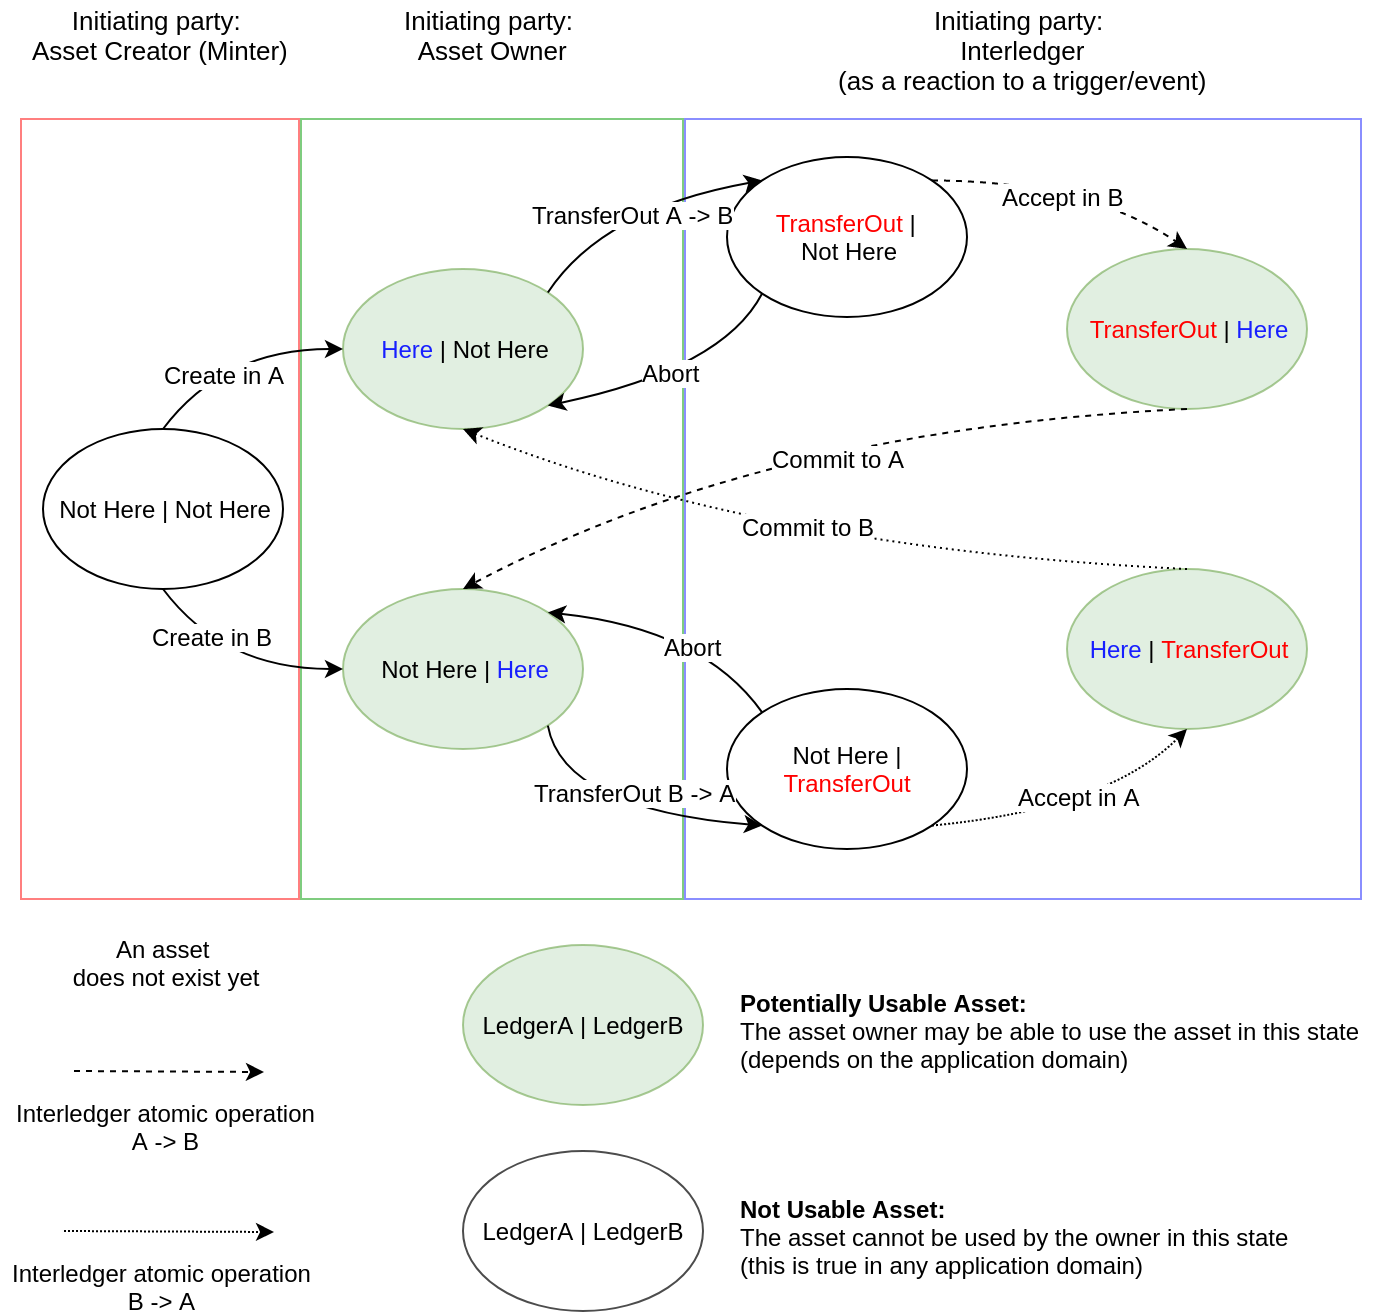 Initiating party:
Asset Creator (Minter)
Initiating party:
Asset Owner
Initiating party:
Interledger
(as a reaction to a trigger/event)
TransferOut A -> B
TransferOut |
Not Here
Accept in B
TransferOut | Here
Here | Not Here
Create in A
Abort
Commit to A
Not Here | Not Here
Commit to B
Create in B
Abort
Not Here | Here
Here | TransferOut
Not Here |
TransferOut
TransferOut B -> A
Accept in A
An asset
does not exist yet
LedgerA | LedgerB
Potentially Usable Asset:
The asset owner may be able to use the asset in this state
(depends on the application domain)
Interledger atomic operation
A -> B
LedgerA | LedgerB
Not Usable Asset:
The asset cannot be used by the owner in this state
(this is true in any application domain)
Interledger atomic operation
B -> A